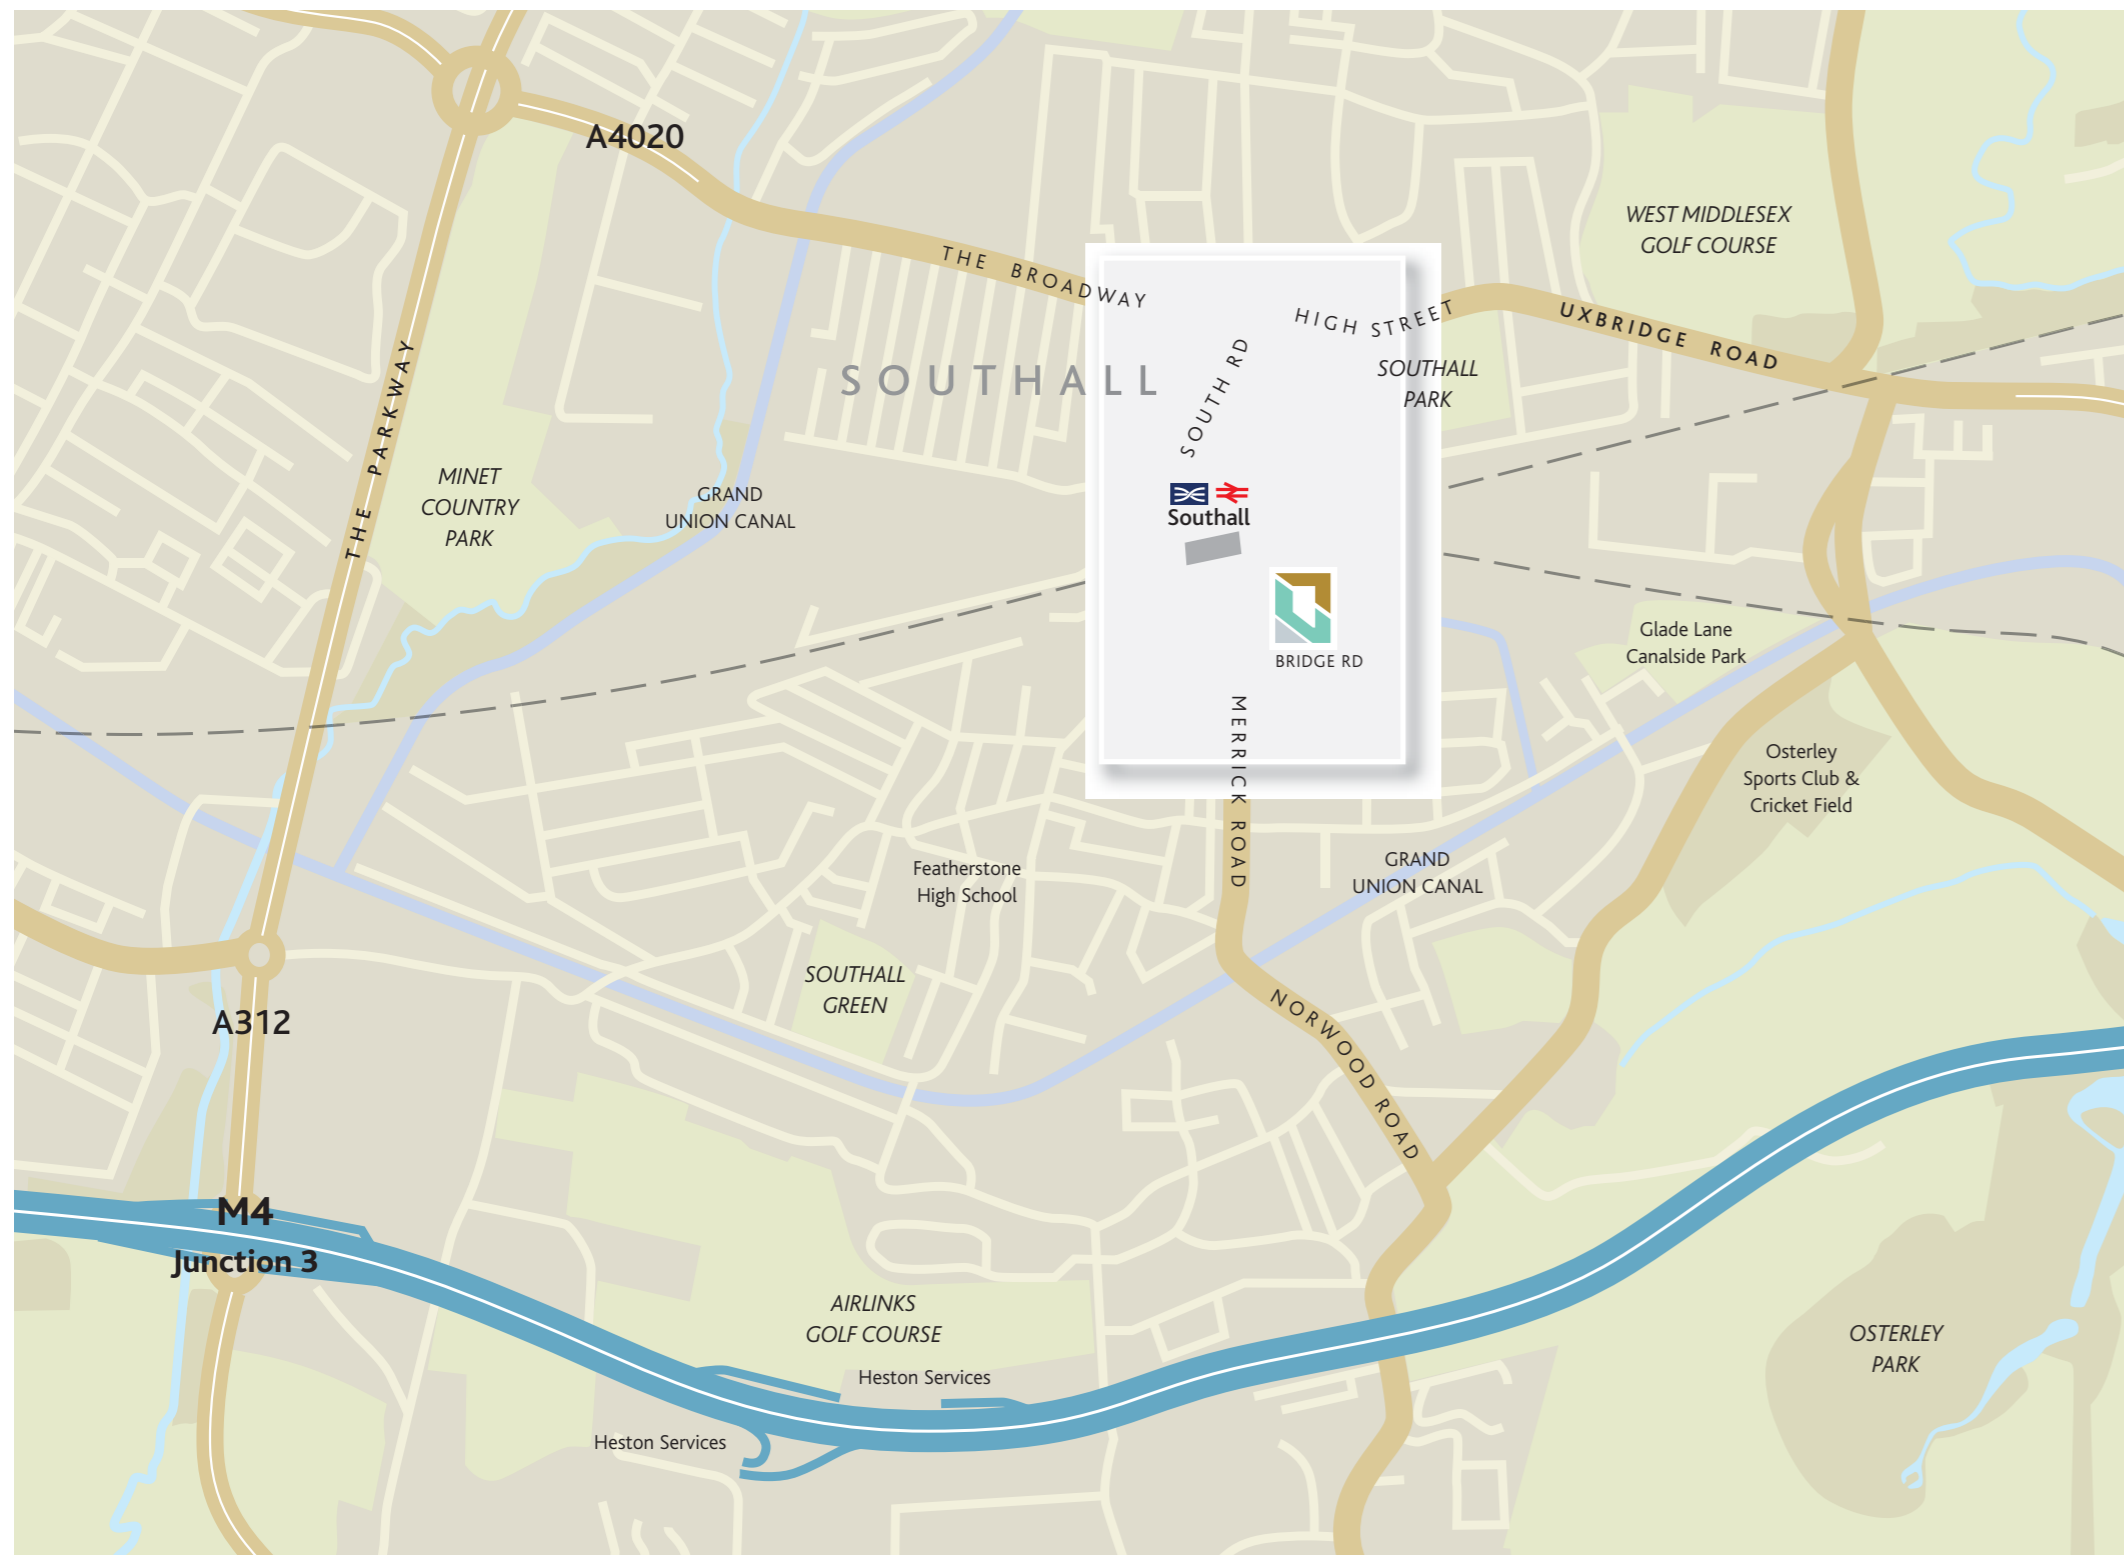 A4020
WEST MIDDLESEX
GOLF COURSE
THE BROADWAY
HIGH STREET
UXBRIDGE ROAD
SOUTHALL
SOUTH RD
SOUTHALL
PARK
THE PARKWAY
MINET
COUNTRY
PARK
GRAND
UNION CANAL
Southall
BRIDGE RD
Glade Lane
Canalside Park
MERRICK ROAD
Osterley
Sports Club &
Cricket Field
Featherstone
High School
GRAND
UNION CANAL
SOUTHALL
GREEN
A312
NORWOOD ROAD
M4
Junction 3
AIRLINKS
GOLF COURSE
OSTERLEY
PARK
Heston Services
Heston Services